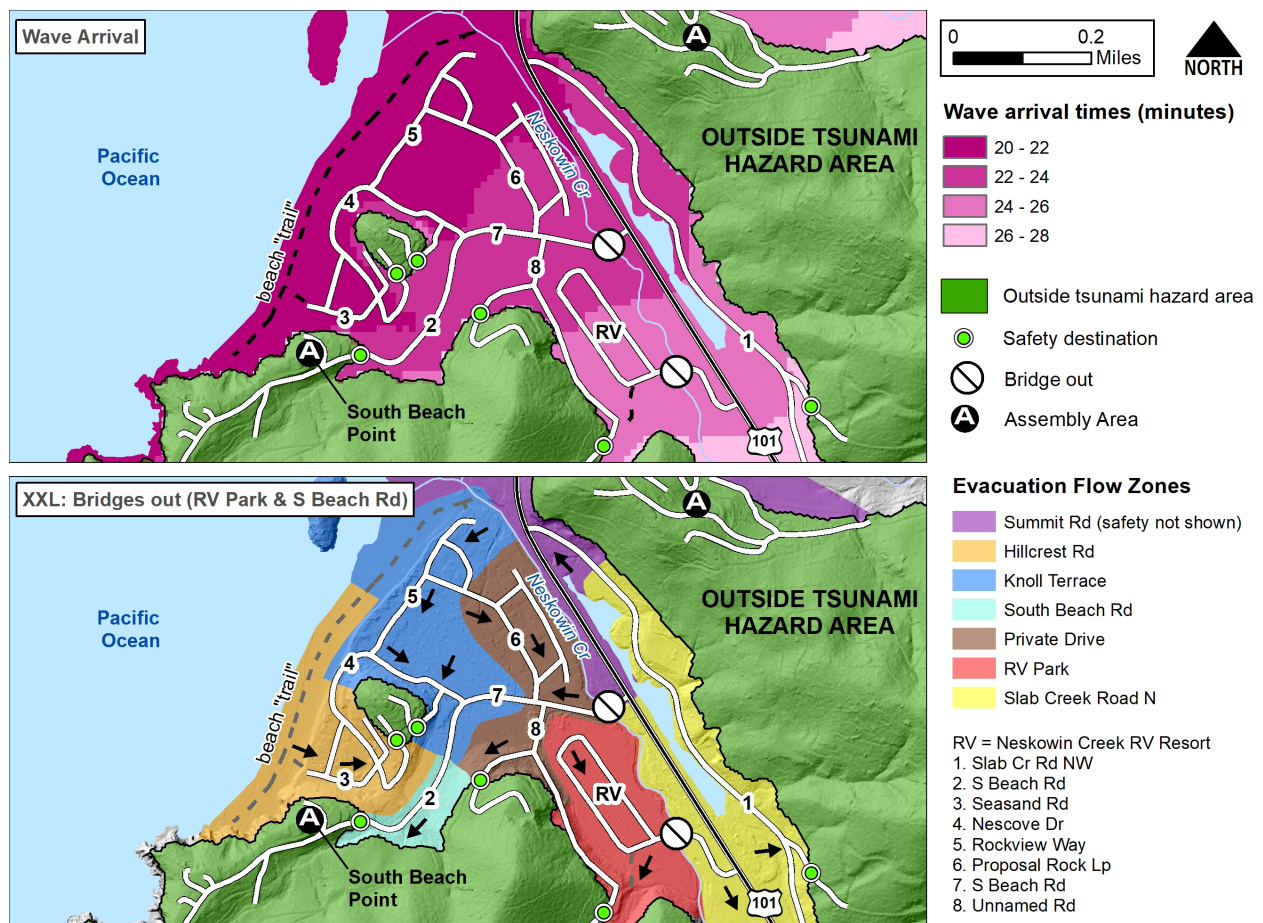 Wave Arrival
Pacific
Ocean
beach "trail"
Neskowin Cr
A
OUTSIDE TSUNAMI
HAZARD AREA
5
6
4
7
8
3
2
RV
1
A
South Beach
Point
101
0 0.2
Miles
NORTH
Wave arrival times (minutes)
20 - 22
22 - 24
24 - 26
26 - 28
Outside tsunami hazard area
Safety destination
Bridge out
A Assembly Area
XXL: Bridges out (RV Park & S Beach Rd)
Pacific
Ocean
beach "trail"
Neskowin Cr
A
OUTSIDE TSUNAMI
HAZARD AREA
5
6
4
7
8
3
2
RV
1
A
South Beach
Point
101
Evacuation Flow Zones
Summit Rd (safety not shown)
Hillcrest Rd
Knoll Terrace
South Beach Rd
Private Drive
RV Park
Slab Creek Road N
RV = Neskowin Creek RV Resort
1. Slab Cr Rd NW
2. S Beach Rd
3. Seasand Rd
4. Nescove Dr
5. Rockview Way
6. Proposal Rock Lp
7. S Beach Rd
8. Unnamed Rd